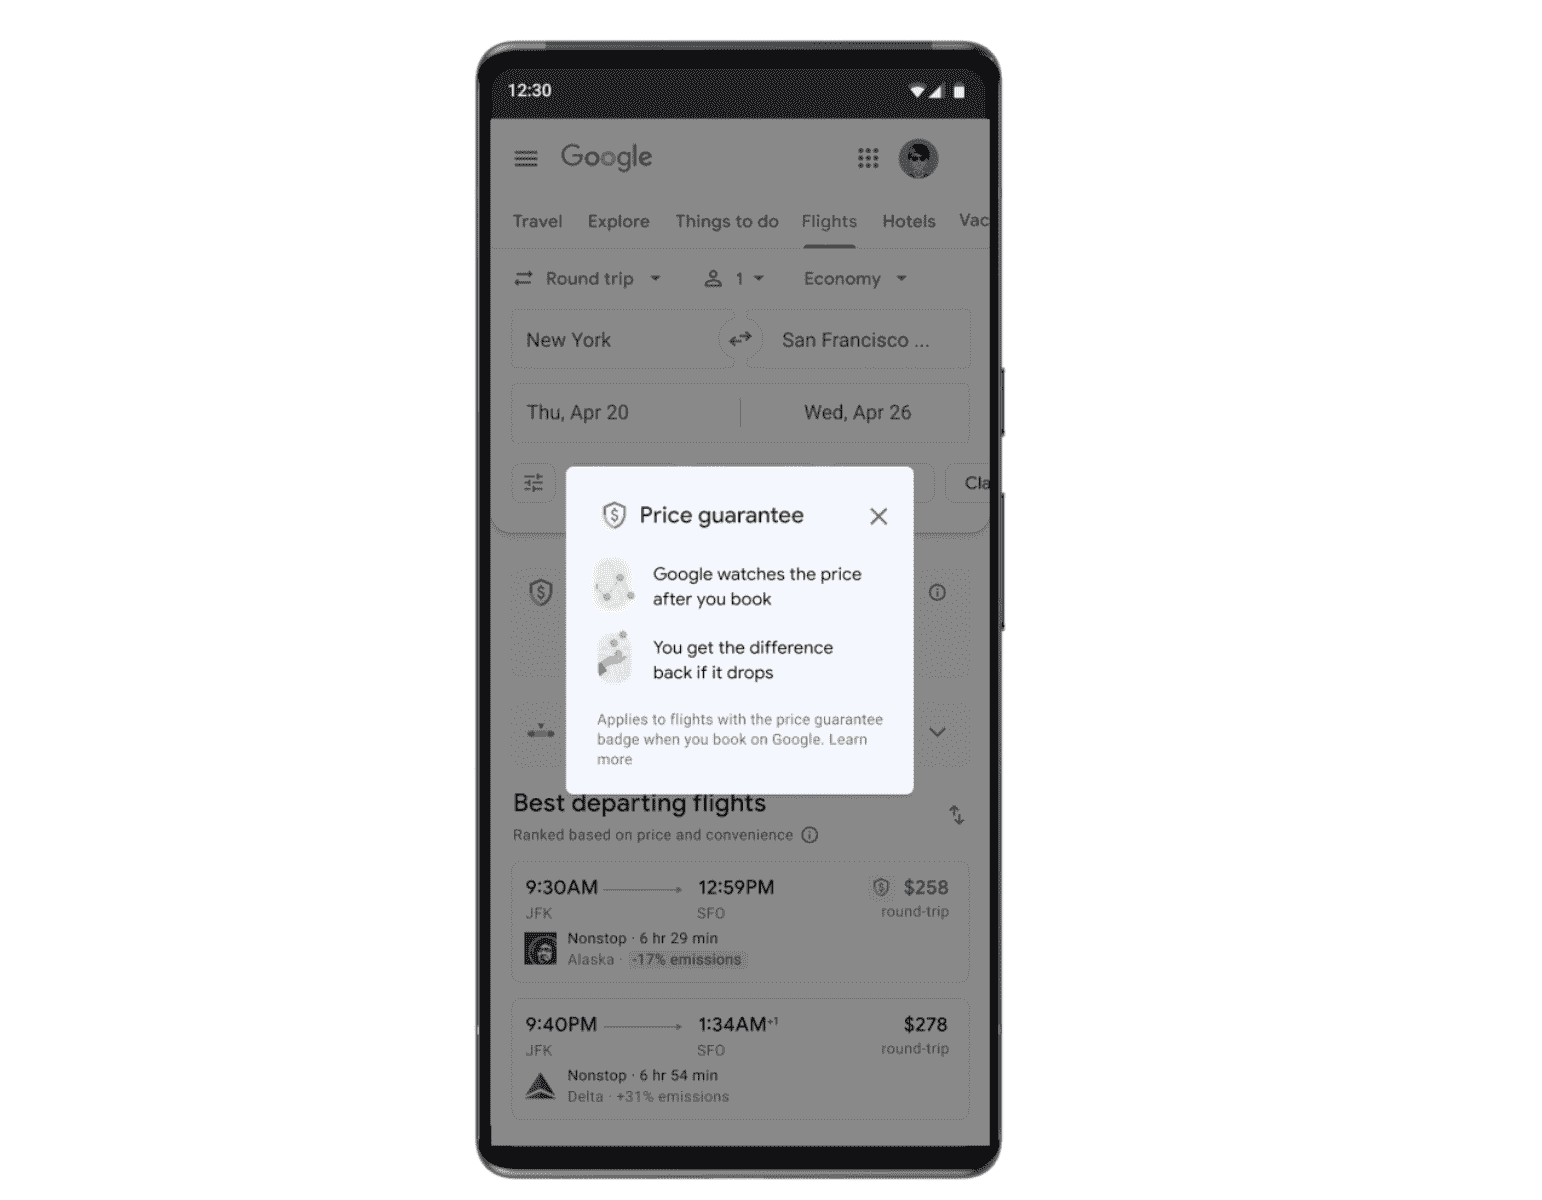 12:30
Google
Travel Explore Things to do Flights Hotels Vac
Round trip 1 Economy
New York San Francisco ...
Thu, Apr 20 Wed, Apr 26
Cla
Price guarantee
Google watches the price
after you book
You get the difference
back if it drops
Applies to flights with the price guarantee
badge when you book on Google. Learn
more
Best departing flights
Ranked based on price and convenience
9:30AM 12:59PM $258
JFK SFO round-trip
Nonstop · 6 hr 29 min
Alaska · -17% emissions
9:40PM 1:34AM+1 $278
JFK SFO round-trip
Nonstop · 6 hr 54 min
Delta · +31% emissions